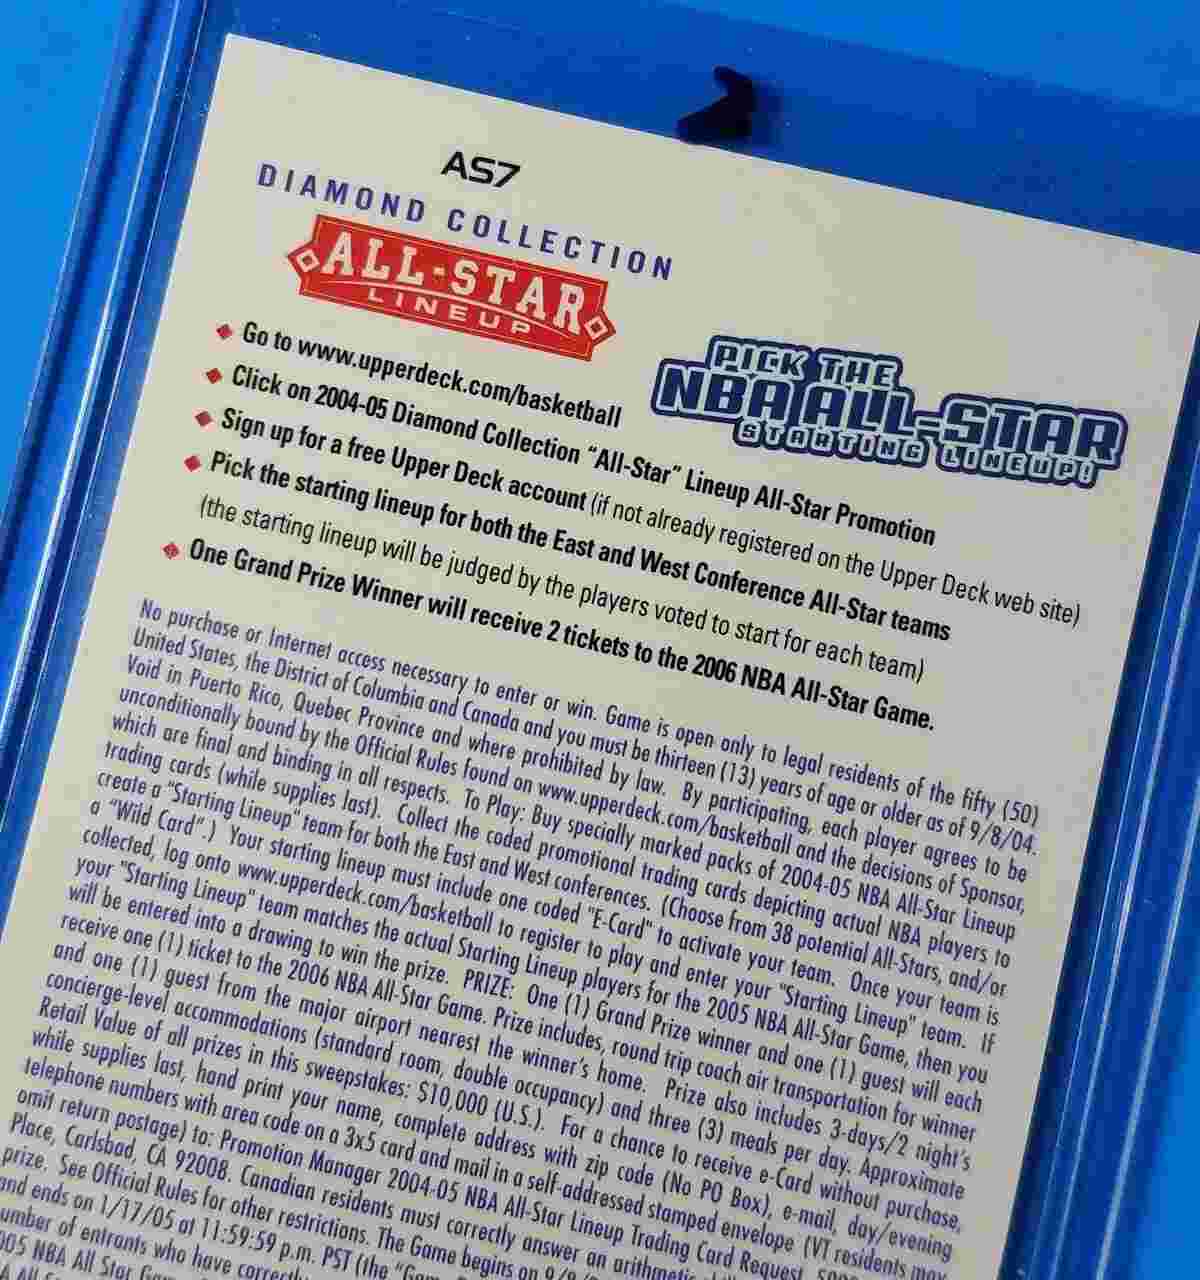 AS7
DIAMOND COLLECTION
ALL-STAR
LINEUP
PICK THE
NBA ALL-STAR
STARTING LINEUP!
Go to www.upperdeck.com/basketball
Click on 2004-05 Diamond Collection "All-Star" Lineup All-Star Promotion
Sign up for a free Upper Deck account (if not already registered on the Upper Deck web site)
Pick the starting lineup for both the East and West Conference All-Star teams
(the starting lineup will be judged by the players voted to start for each team)
One Grand Prize Winner will receive 2 tickets to the 2006 NBA All-Star Game.
No purchase or Internet access necessary to enter or win. Game is open only to legal residents of the fifty (50)
United States, the District of Columbia and Canada and you must be thirteen (13) years of age or older as of 9/8/04.
Void in Puerto Rico, Quebec Province and where prohibited by law. By participating, each player agrees to be
unconditionally bound by the Official Rules found on www.upperdeck.com/basketball and the decisions of Sponsor,
which are final and binding in all respects. To Play: Buy specially marked packs of 2004-05 NBA All-Star Lineup
trading cards (while supplies last). Collect the coded promotional trading cards depicting actual NBA players to
create a "Starting Lineup" team for both the East and West conferences. (Choose from 38 potential All-Stars, and/or
a "Wild Card".) Your starting lineup must include one coded "E-Card" to activate your team. Once your team is
collected, log onto www.upperdeck.com/basketball to register to play and enter your "Starting Lineup" team. If
your "Starting Lineup" team matches the actual Starting Lineup players for the 2005 NBA All-Star Game, then you
will be entered into a drawing to win the prize. PRIZE: One (1) Grand Prize winner and one (1) guest will each
receive one (1) ticket to the 2006 NBA All-Star Game. Prize includes, round trip coach air transportation for winner
and one (1) guest from the major airport nearest the winner's home. Prize also includes 3-days/2 night's
concierge-level accommodations (standard room, double occupancy) and three (3) meals per day. Approximate
Retail Value of all prizes in this sweepstakes: $10,000 (U.S.). For a chance to receive e-Card without purchase,
while supplies last, hand print your name, complete address with zip code (No PO Box), e-mail, day/evening
telephone numbers with area code on a 3x5 card and mail in a self-addressed stamped envelope (VT residents may
omit return postage) to: Promotion Manager 2004-05 NBA All-Star Lineup Trading Card Request,
Place, Carlsbad, CA 92008. Canadian residents must correctly answer an arithmetic
prize. See Official Rules for other restrictions. The Game begins on
and ends on 1/17/05 at 11:59:59 p.m. PST (the
number of entrants who have
NBA All Star